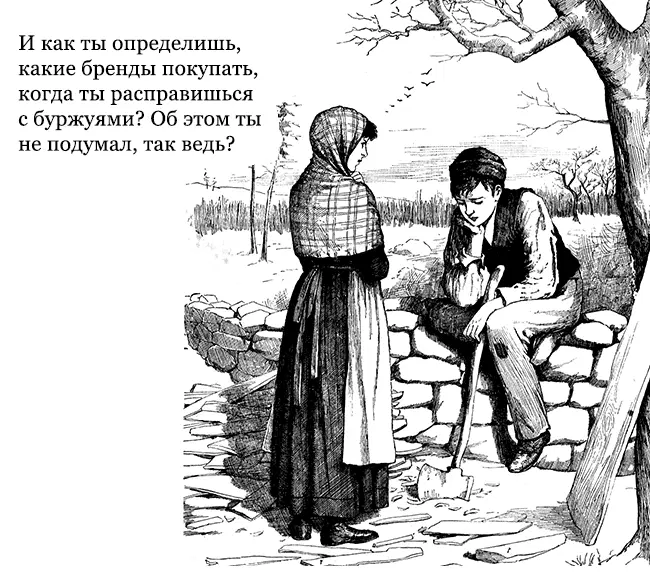 И как ты определишь,
какие бренды покупать,
когда ты расправишься
с буржуями? Об этом ты
не подумал, так ведь?